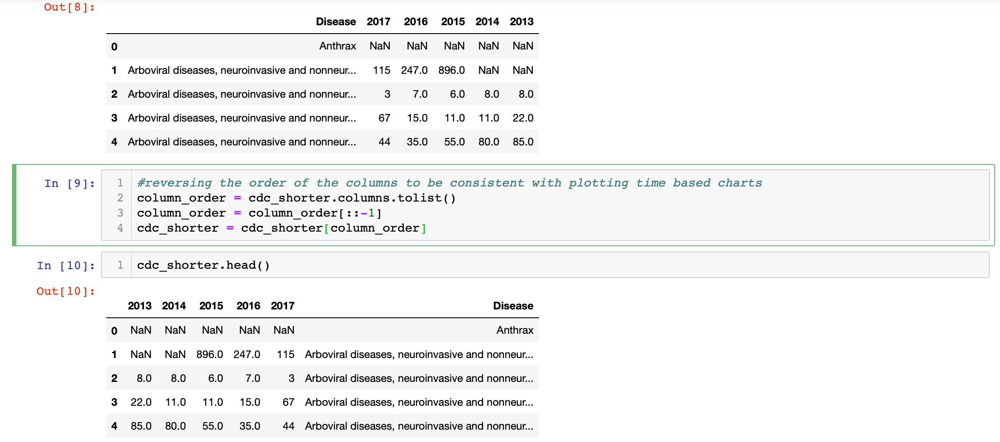 Out[8]:
Disease 2017 2016 2015 2014 2013
0 Anthrax NaN NaN NaN NaN NaN
1 Arboviral diseases, neuroinvasive and nonneur... 115 247.0 896.0 NaN NaN
2 Arboviral diseases, neuroinvasive and nonneur... 3 7.0 6.0 8.0 8.0
3 Arboviral diseases, neuroinvasive and nonneur... 67 15.0 11.0 11.0 22.0
4 Arboviral diseases, neuroinvasive and nonneur... 44 35.0 55.0 80.0 85.0
In [9]:
1 #reversing the order of the columns to be consistent with plotting time based charts
2 column_order = cdc_shorter.columns.tolist()
3 column_order = column_order[::-1]
4 cdc_shorter = cdc_shorter[column_order]
In [10]:
1 cdc_shorter.head()
Out[10]:
2013 2014 2015 2016 2017 Disease
0 NaN NaN NaN NaN NaN Anthrax
1 NaN NaN 896.0 247.0 115 Arboviral diseases, neuroinvasive and nonneur...
2 8.0 8.0 6.0 7.0 3 Arboviral diseases, neuroinvasive and nonneur...
3 22.0 11.0 11.0 15.0 67 Arboviral diseases, neuroinvasive and nonneur...
4 85.0 80.0 55.0 35.0 44 Arboviral diseases, neuroinvasive and nonneur...